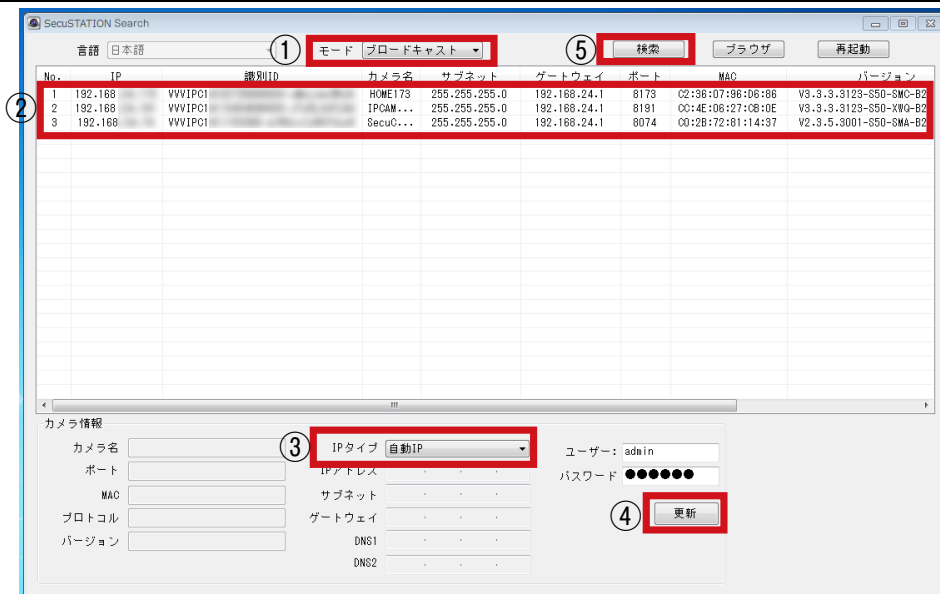 SecuSTATION Search
言語 日本語 ① モード ブロードキャスト ⑤ 検索 ブラウザ 再起動
No. IP 識別ID カメラ名 サブネット ゲートウェイ ポート MAC バージョン
②
1 192.168 VVVIPC1 HOME173 255.255.255.0 192.168.24.1 8173 C2:36:07:96:D6:86 V3.3.3.3123-S50-SMC-B2
2 192.168 VVVIPC1 IPCAM... 255.255.255.0 192.168.24.1 8191 CC:4E:06:27:CB:0E V3.3.3.3123-S50-XWQ-B2
3 192.168 VVVIPC1 SecuC... 255.255.255.0 192.168.24.1 8074 C0:2B:72:81:14:37 V2.3.5.3001-S50-SMA-B2
カメラ情報
カメラ名 ③ IPタイプ 自動IP ユーザー: admin
ポート IPアドレス パスワード ●●●●●●
MAC サブネット
プロトコル ゲートウェイ ④ 更新
バージョン DNS1
DNS2